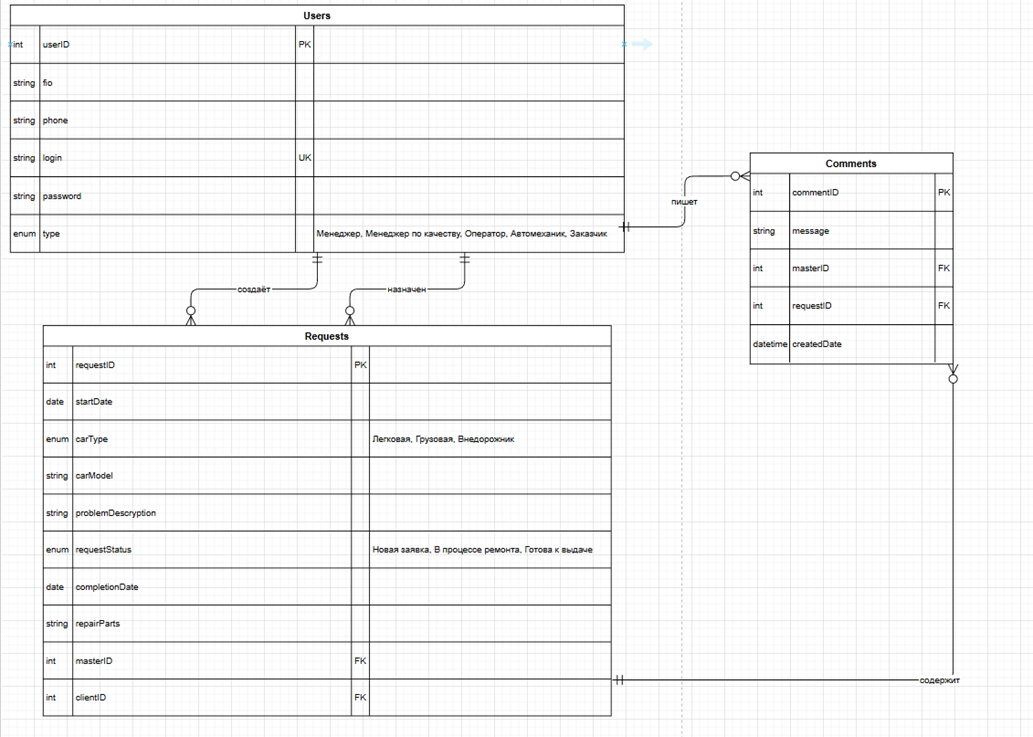 Users
int userID PK
string fio
string phone
string login UK
string password
enum type Менеджер, Менеджер по качеству, Оператор, Автомеханик, Заказчик
пишет
создаёт
назначен
Comments
int commentID PK
string message
int masterID FK
int requestID FK
datetime createdDate
Requests
int requestID PK
date startDate
enum carType Легковая, Грузовая, Внедорожник
string carModel
string problemDescryption
enum requestStatus Новая заявка, В процессе ремонта, Готова к выдаче
date completionDate
string repairParts
int masterID FK
int clientID FK
содержит